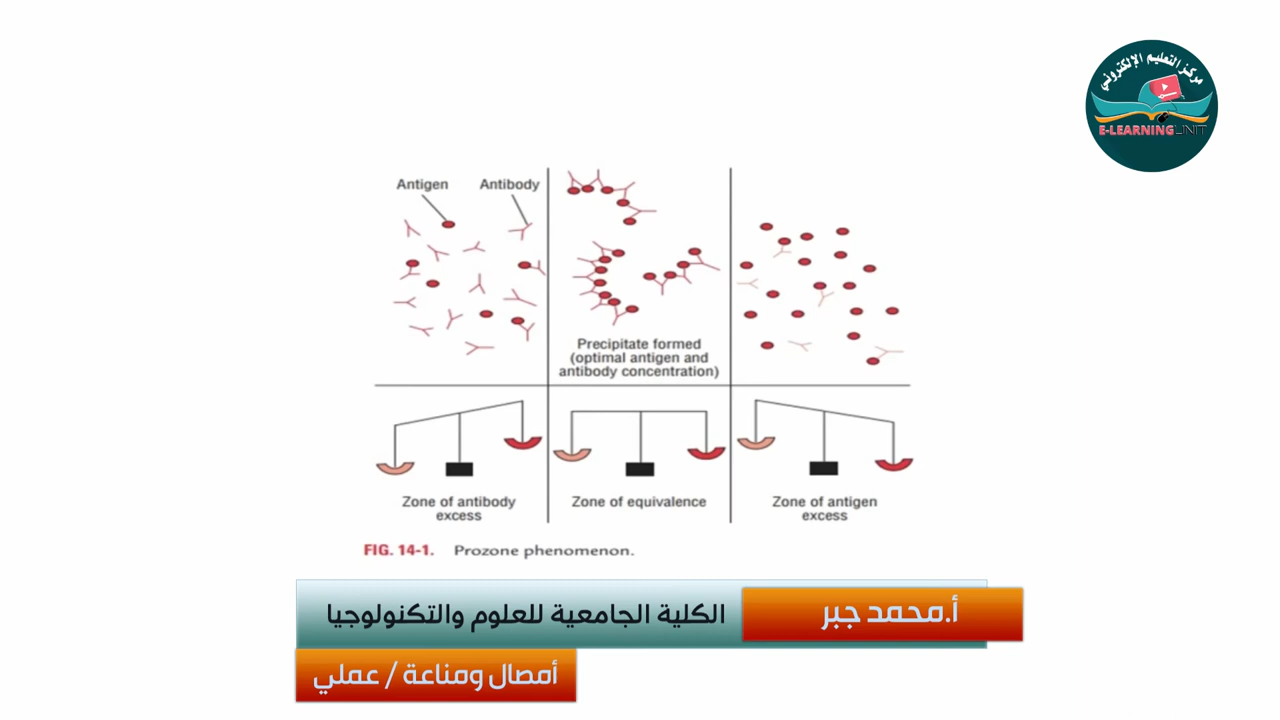 مركز التعليم الإلكتروني
E-LEARNING UNIT
Antigen
Antibody
Precipitate formed
(optimal antigen and
antibody concentration)
Zone of antibody
excess
Zone of equivalence
Zone of antigen
excess
FIG. 14-1. Prozone phenomenon.
أ.محمد جبر
الكلية الجامعية للعلوم والتكنولوجيا
أمصال ومناعة / عملي